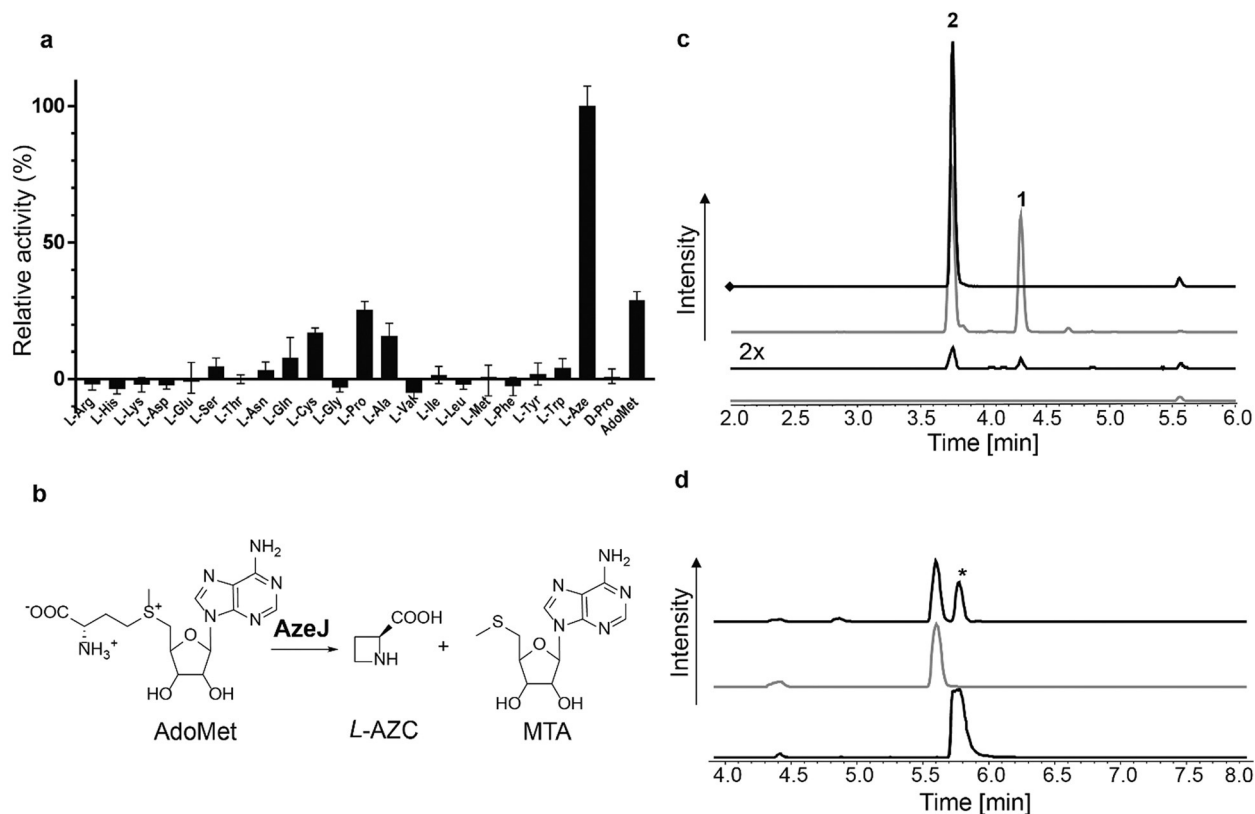 a
Relative activity (%)
100
50
0
L-Arg
L-His
L-Lys
L-Asp
L-Glu
L-Ser
L-Thr
L-Asn
L-Gln
L-Cys
L-Gly
L-Pro
L-Ala
L-Vak
L-Ile
L-Leu
L-Met
L-Phe
L-Tyr
L-Trp
L-Aze
D-Pro
AdoMet
b
-OOC
NH3+
S+
O
HO OH
N
N
N
N
NH2
AdoMet
AzeJ
COOH
NH
L-AZC
+
S
O
HO OH
N
N
N
N
NH2
MTA
c
2
1
Intensity
2x
2.0 2.5 3.0 3.5 4.0 4.5 5.0 5.5 6.0
Time [min]
d
*
Intensity
4.0 4.5 5.0 5.5 6.0 6.5 7.0 7.5 8.0
Time [min]